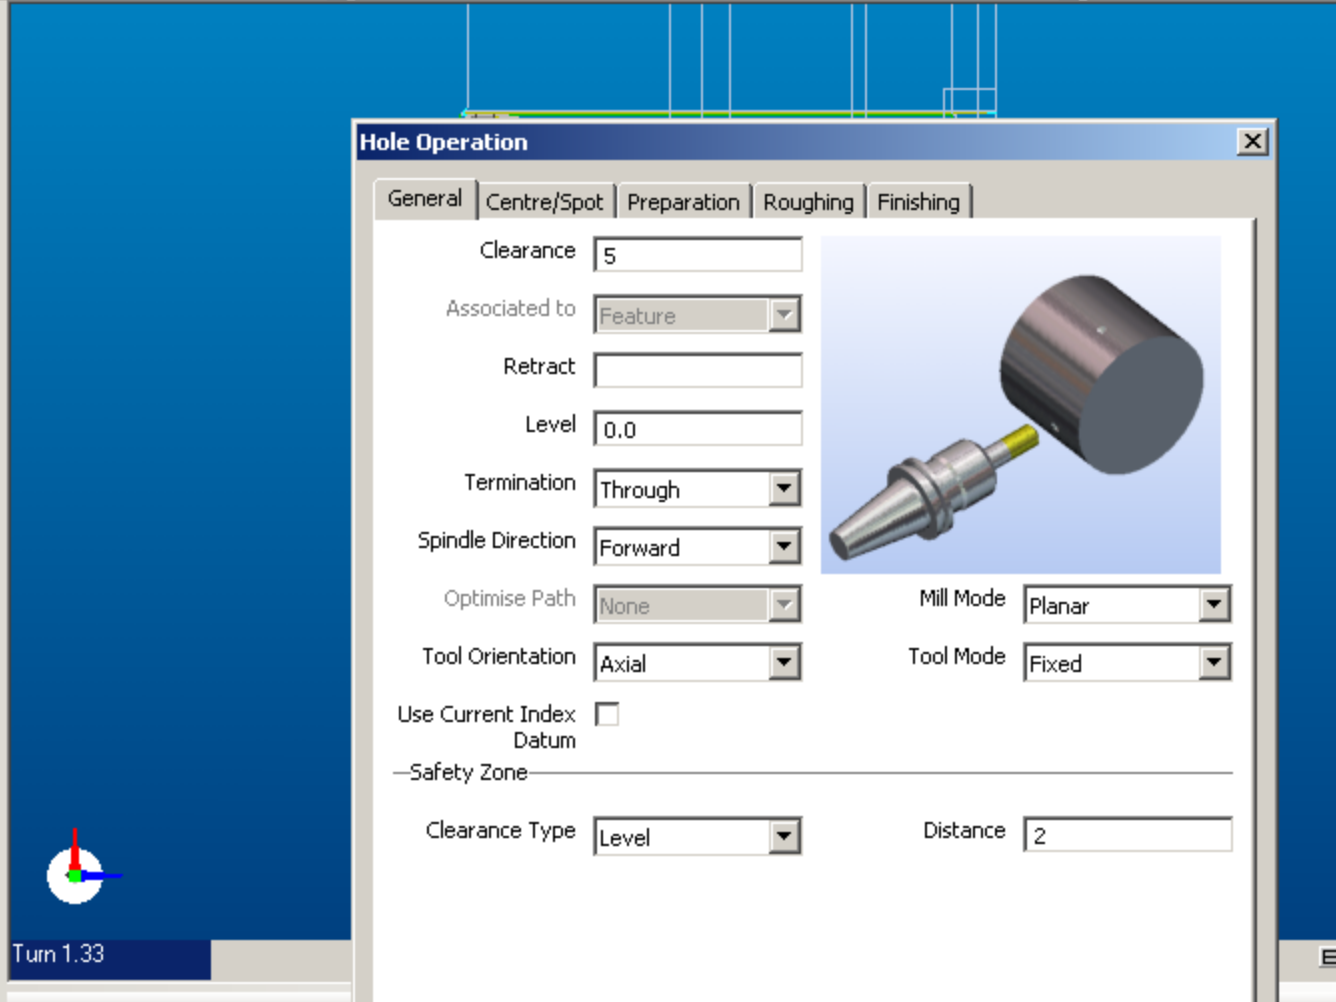 Hole Operation
General Centre/Spot Preparation Roughing Finishing
Clearance 5
Associated to Feature
Retract
Level 0.0
Termination Through
Spindle Direction Forward
Optimise Path None Mill Mode Planar
Tool Orientation Axial Tool Mode Fixed
Use Current Index
Datum
Safety Zone
Clearance Type Level Distance 2
Turn 1.33